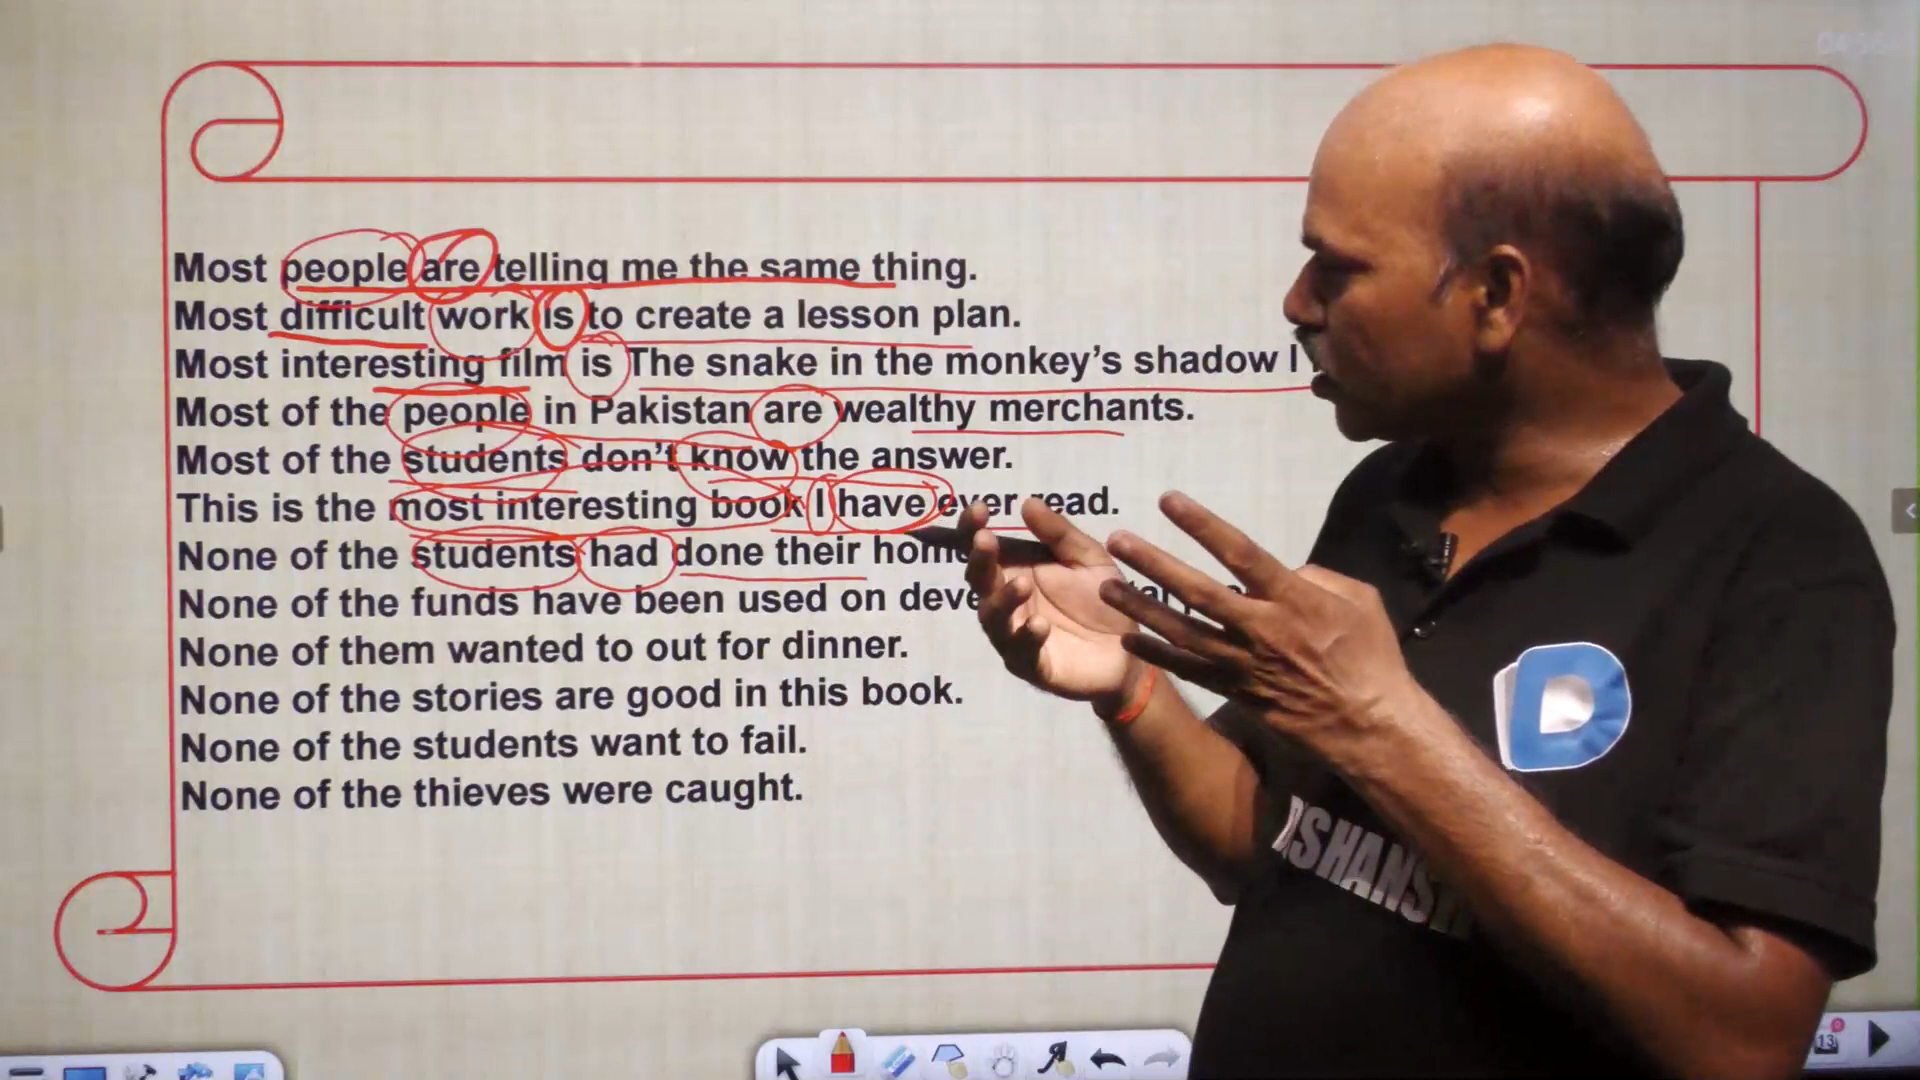 Most people are telling me the same thing.
Most difficult work is to create a lesson plan.
Most interesting film is The snake in the monkey's shadow I
Most of the people in Pakistan are wealthy merchants.
Most of the students don't know the answer.
This is the most interesting book I have ever read.
None of the students had done their
None of the funds have been used on
None of them wanted to out for dinner.
None of the stories are good in this book.
None of the students want to fail.
None of the thieves were caught.
D
13